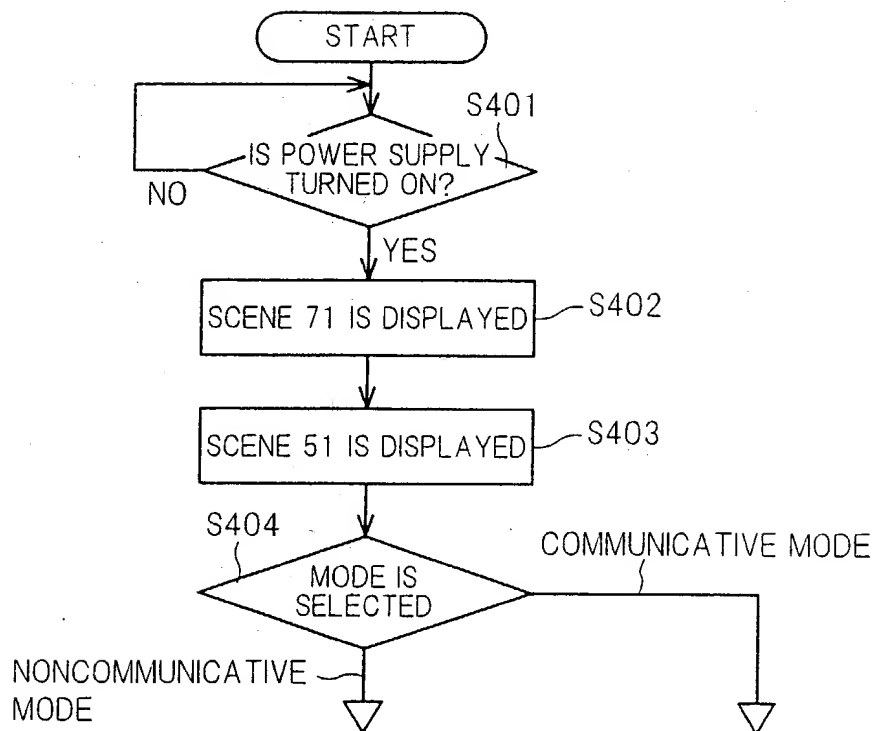 START
S401
IS POWER SUPPLY
TURNED ON?
NO
YES
SCENE 71 IS DISPLAYED
S402
SCENE 51 IS DISPLAYED
S403
S404
MODE IS
SELECTED
COMMUNICATIVE MODE
NONCOMMUNICATIVE
MODE